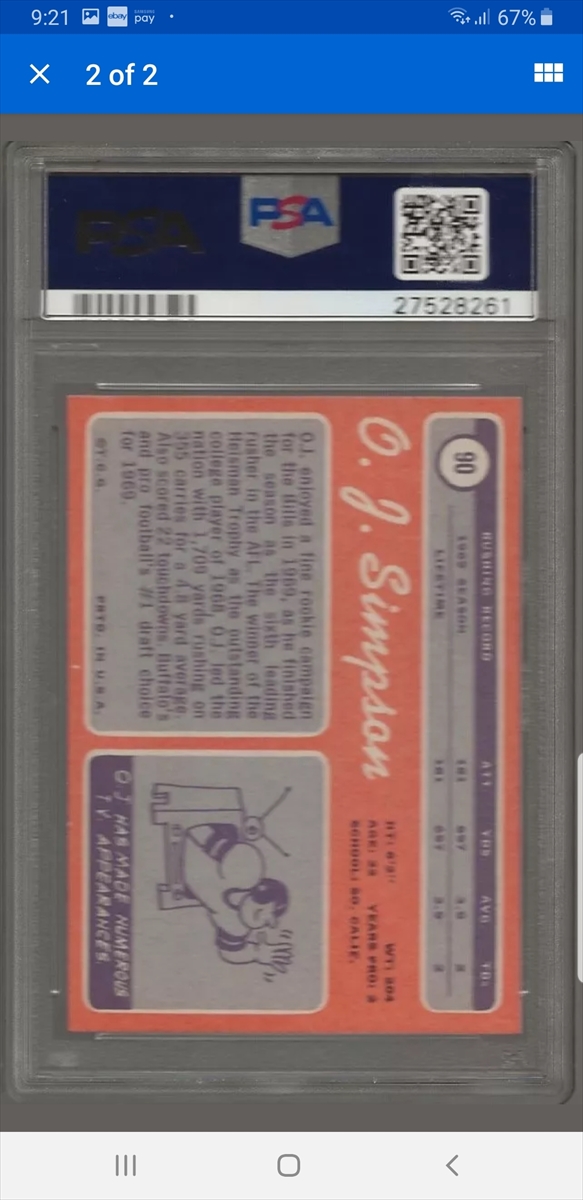 9:21 ebay SAMSUNG pay 67%
2 of 2
PSA PSA
27528261
90
RUSHING RECORD ATT YDS AVG TDs
1969 SEASON 181 697 3.9 2
LIFETIME 181 697 3.9 2
O. J. Simpson
HT: 6'2" WT: 204
AGE: 23 YEARS PRO: 2
SCHOOL: SO. CALIF.
O.J. enjoyed a fine rookie campaign
for the Bills in 1969, as he finished
the season as the sixth leading
rusher in the AFL. The winner of the
Heisman Trophy as the outstanding
college player of 1968, O.J. led the
nation with 1,709 yards rushing on
355 carries for a 4.8 yard average.
Also scored 22 touchdowns. Buffalo's
and pro football's #1 draft choice
for 1969.
©T.C.G. PRTD. IN U.S.A.
O.J. HAS MADE NUMEROUS
T.V. APPEARANCES.